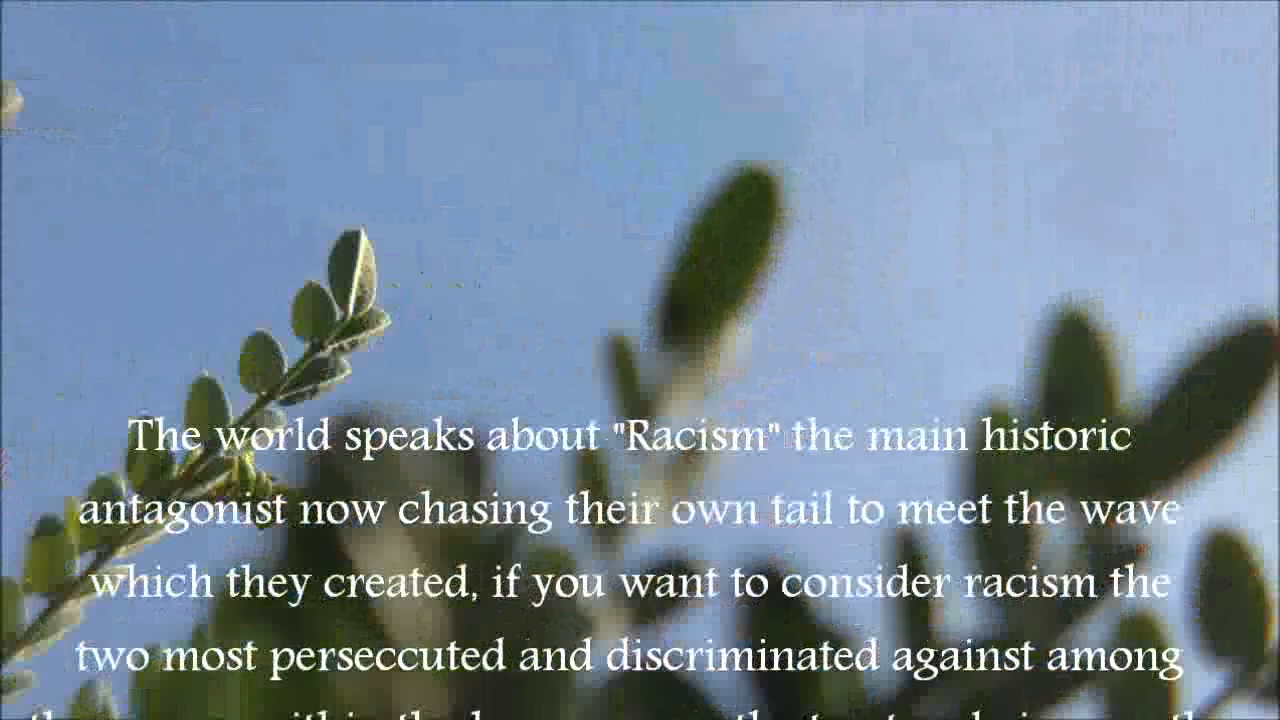 The world speaks about "Racism" the main historic
antagonist now chasing their own tail to meet the wave
which they created, if you want to consider racism the
two most perseccuted and discriminated against among